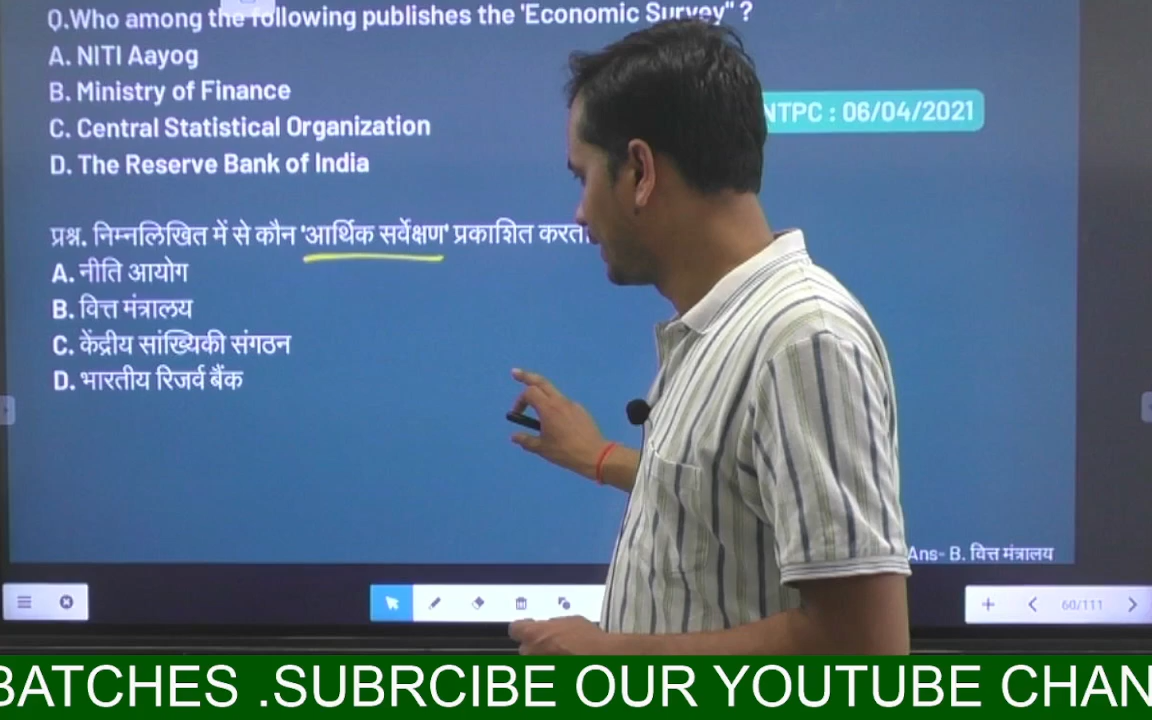 Q.Who among the following publishes the 'Economic Survey" ?
A. NITI Aayog
B. Ministry of Finance
C. Central Statistical Organization
D. The Reserve Bank of India
NTPC : 06/04/2021
प्रश्न. निम्नलिखित में से कौन 'आर्थिक सर्वेक्षण' प्रकाशित करता
A. नीति आयोग
B. वित्त मंत्रालय
C. केंद्रीय सांख्यिकी संगठन
D. भारतीय रिजर्व बैंक
Ans- B. वित्त मंत्रालय
60/111
BATCHES .SUBRCIBE OUR YOUTUBE CHAN